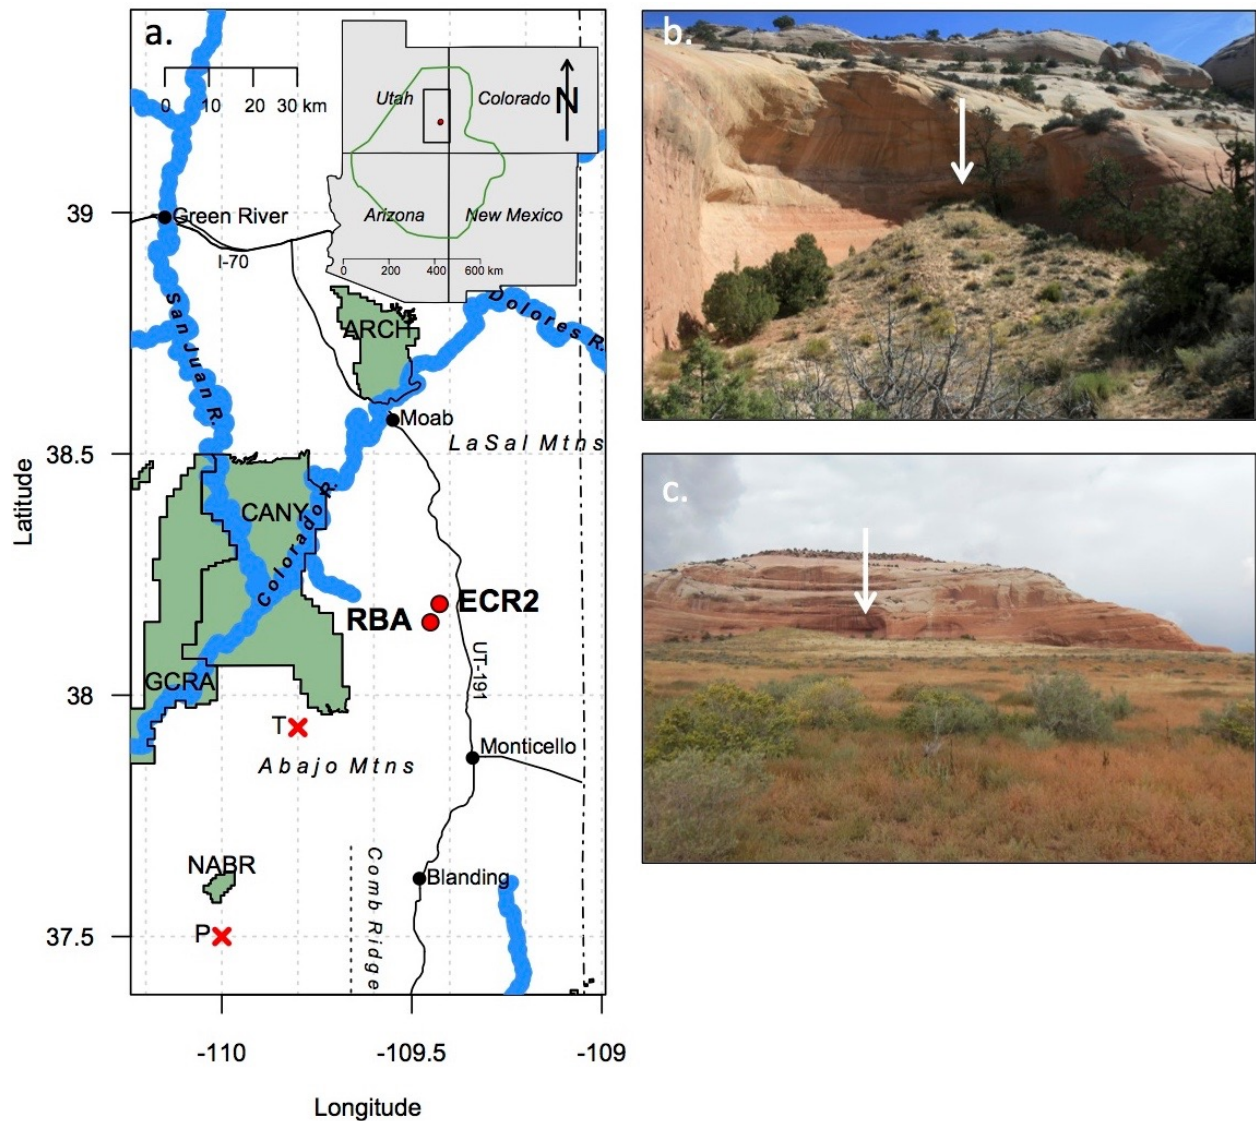 a.
0 10 20 30 km
Utah
Colorado
N
Arizona
New Mexico
0 200 400 600 km
39
Green River
I-70
San Juan R.
Dolores R.
ARCH
Moab
LaSal Mtns
38.5
CANY
Colorado R.
ECR2
RBA
UT-191
38
GCRA
T
Abajo Mtns
Monticello
NABR
Comb Ridge
Blanding
37.5
P
Latitude
-110
-109.5
-109
Longitude
b.
c.